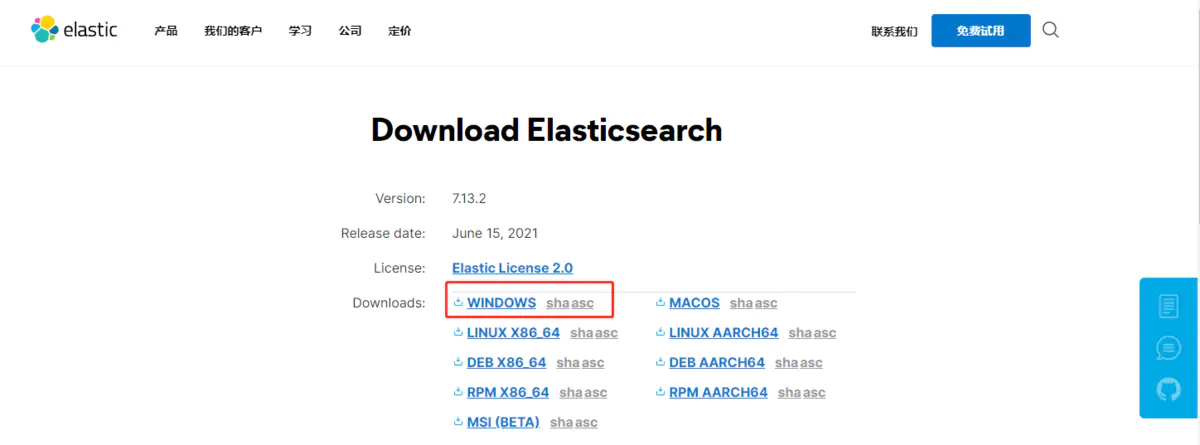 elastic 产品 我们的客户 学习 公司 定价 联系我们 免费试用
Download Elasticsearch
Version: 7.13.2
Release date: June 15, 2021
License: Elastic License 2.0
Downloads: WINDOWS sha asc MACOS sha asc
LINUX X86_64 sha asc LINUX AARCH64 sha asc
DEB X86_64 sha asc DEB AARCH64 sha asc
RPM X86_64 sha asc RPM AARCH64 sha asc
MSI (BETA) sha asc